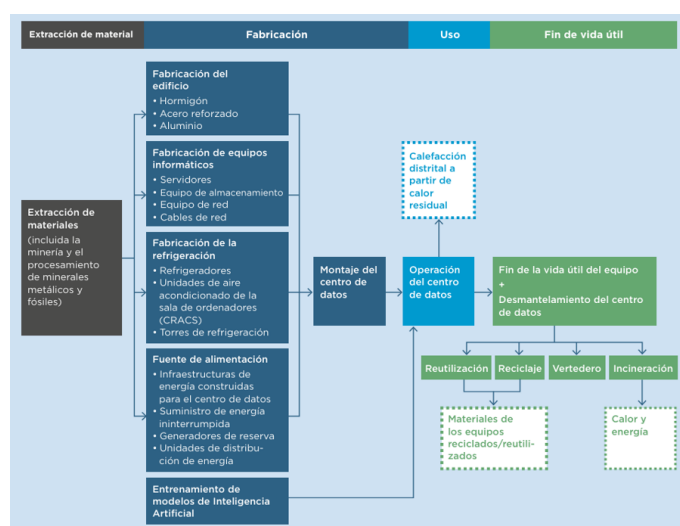 Extracción de material
Fabricación
Uso
Fin de vida útil
Fabricación del
edificio
• Hormigón
• Acero reforzado
• Aluminio
Fabricación de equipos
informáticos
• Servidores
• Equipo de almacenamiento
• Equipo de red
• Cables de red
Calefacción
distrital a
partir de
calor
residual
Extracción de
materiales
(incluida la
minería y el
procesamiento
de minerales
metálicos y
fósiles)
Fabricación de la
refrigeración
• Refrigeradores
• Unidades de aire
acondicionado de la
sala de ordenadores
(CRACS)
• Torres de refrigeración
Montaje del
centro de
datos
Operación
del centro
de datos
Fin de la vida útil del equipo
+
Desmantelamiento del centro
de datos
Fuente de alimentación
• Infraestructuras de
energía construidas
para el centro de datos
• Suministro de energía
ininterrumpida
• Generadores de reserva
• Unidades de distribu-
ción de energía
Reutilización
Reciclaje
Vertedero
Incineración
Materiales de
los equipos
reciclados/reutili-
zados
Calor y
energía
Entrenamiento de
modelos de Inteligencia
Artificial